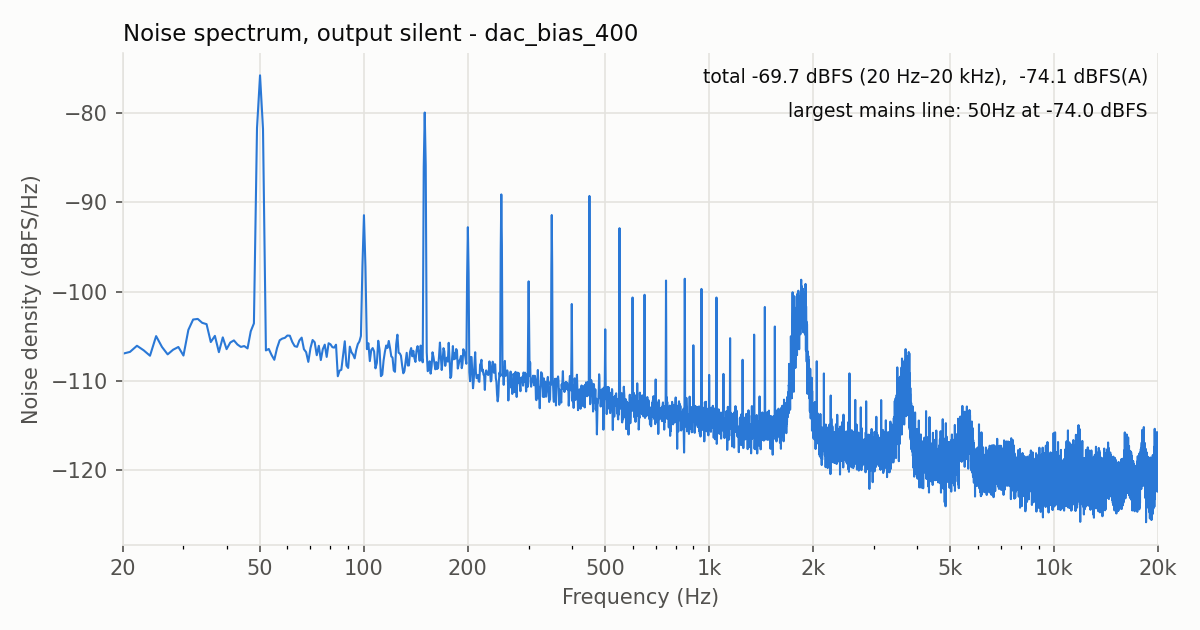 Noise spectrum, output silent - dac_bias_400
total -69.7 dBFS (20 Hz–20 kHz),  -74.1 dBFS(A)
largest mains line: 50Hz at -74.0 dBFS
Noise density (dBFS/Hz)
−80
−90
−100
−110
−120
20 50 100 200 500 1k 2k 5k 10k 20k
Frequency (Hz)